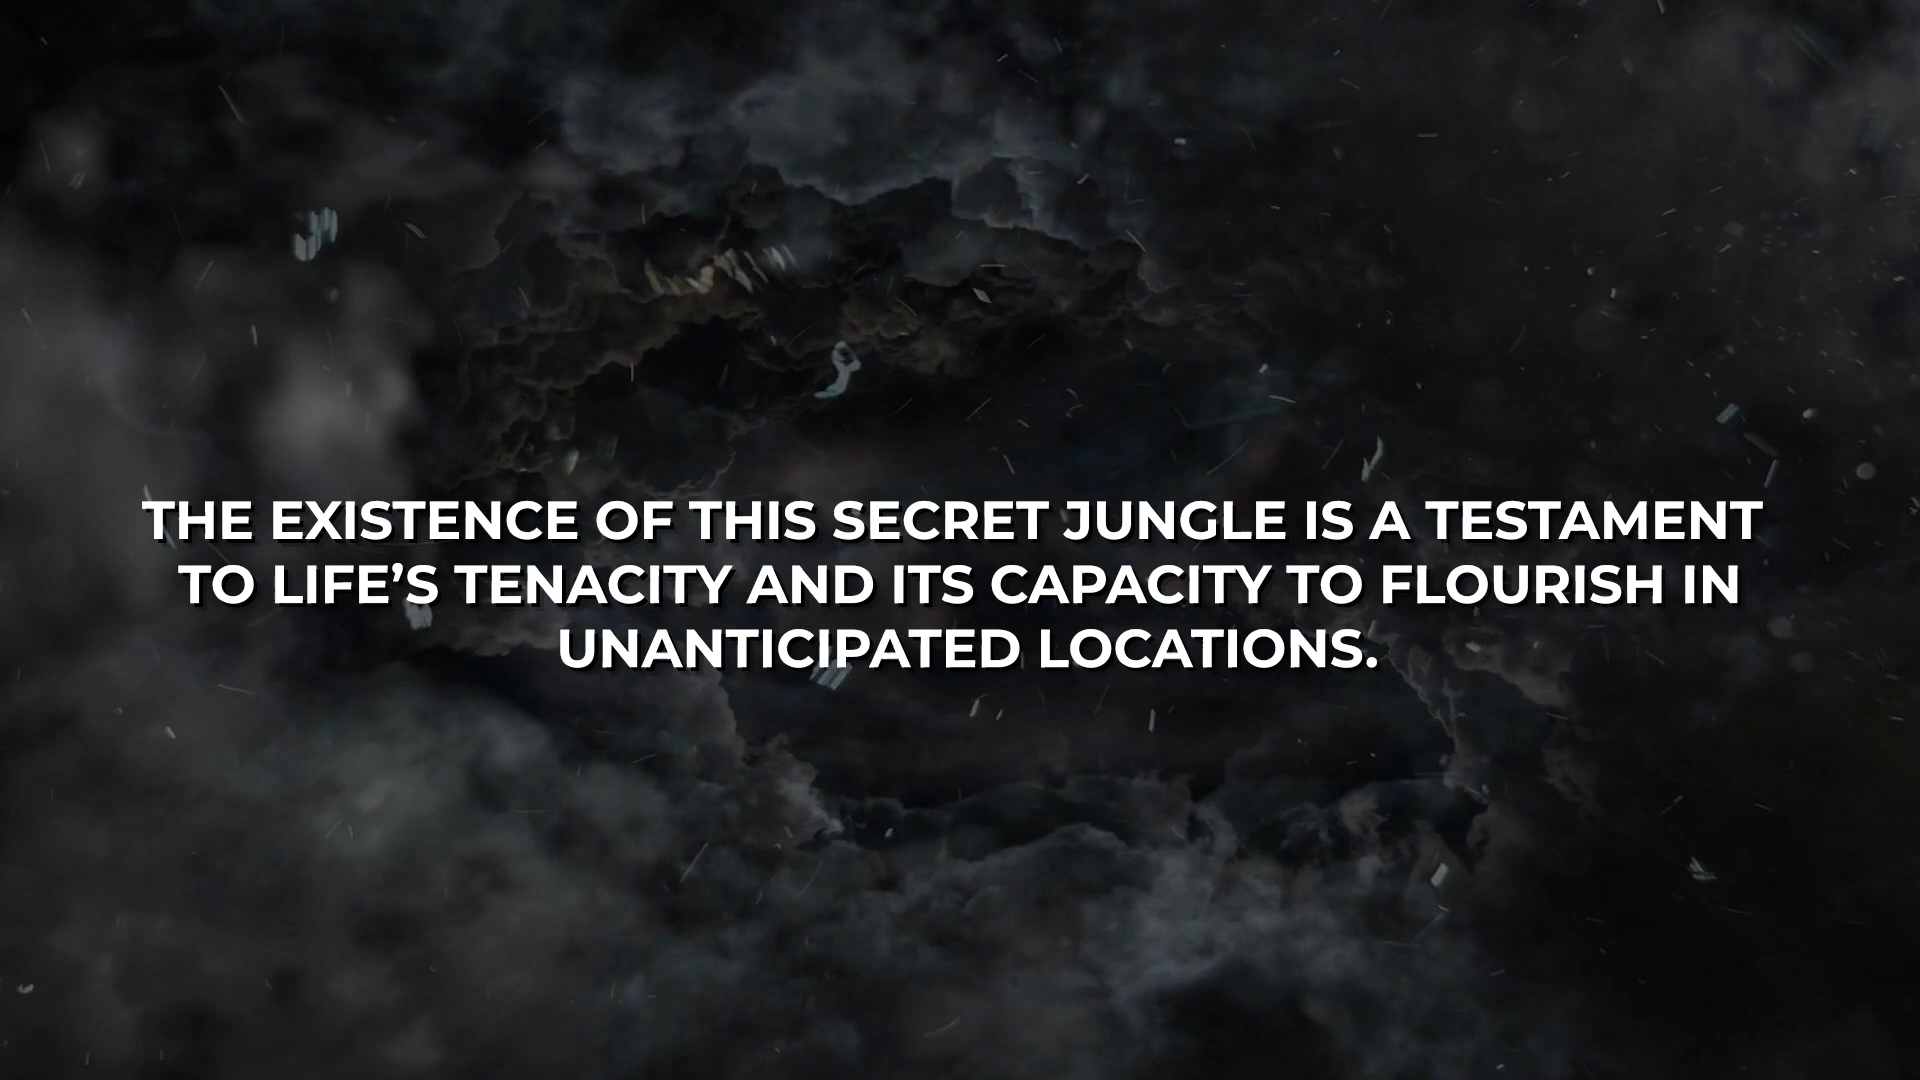 THE EXISTENCE OF THIS SECRET JUNGLE IS A TESTAMENT
TO LIFE’S TENACITY AND ITS CAPACITY TO FLOURISH IN
UNANTICIPATED LOCATIONS.